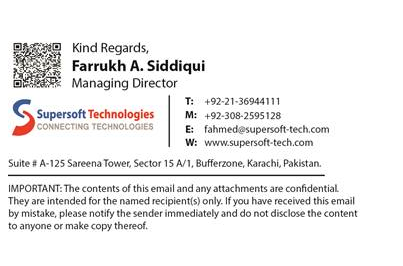 Kind Regards,
Farrukh A. Siddiqui
Managing Director
Supersoft Technologies
CONNECTING TECHNOLOGIES
T: +92-21-36944111
M: +92-308-2595128
E: fahmed@supersoft-tech.com
W: www.supersoft-tech.com
Suite # A-125 Sareena Tower, Sector 15 A/1, Bufferzone, Karachi, Pakistan.
IMPORTANT: The contents of this email and any attachments are confidential.
They are intended for the named recipient(s) only. If you have received this email
by mistake, please notify the sender immediately and do not disclose the content
to anyone or make copy thereof.